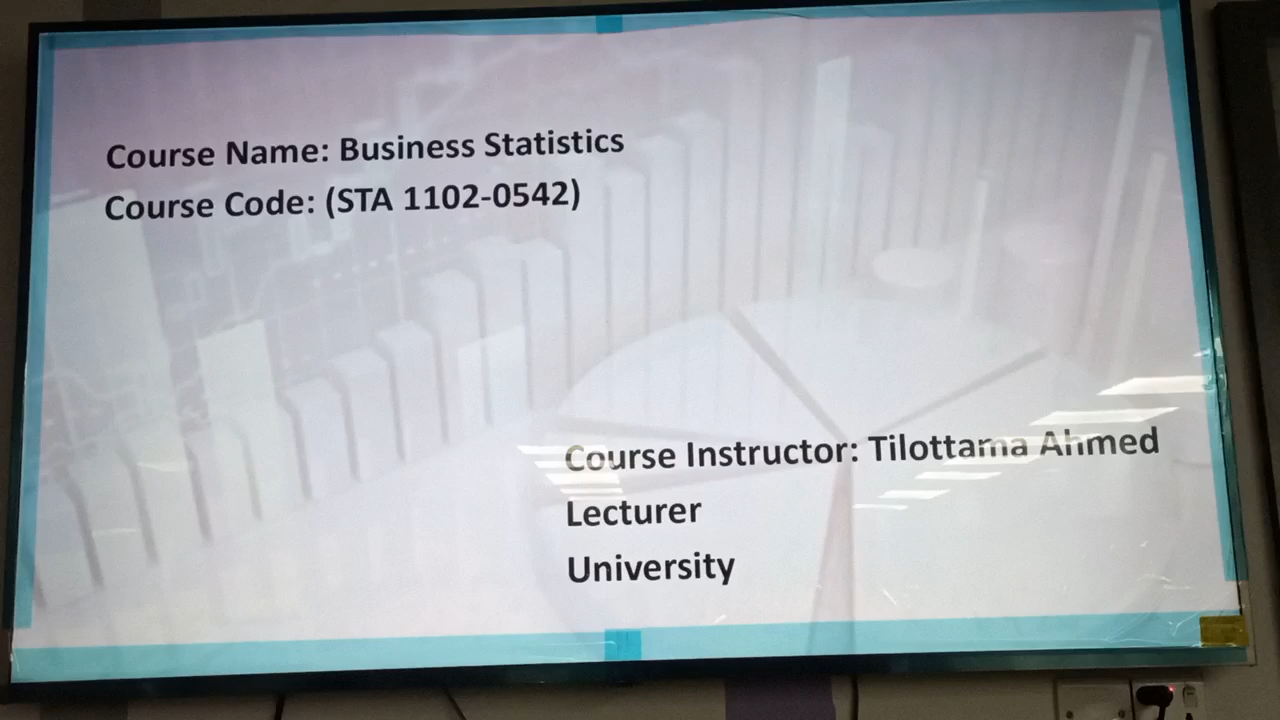 Course Name: Business Statistics
Course Code: (STA 1102-0542)
Course Instructor: Tilottama Ahmed
Lecturer
University